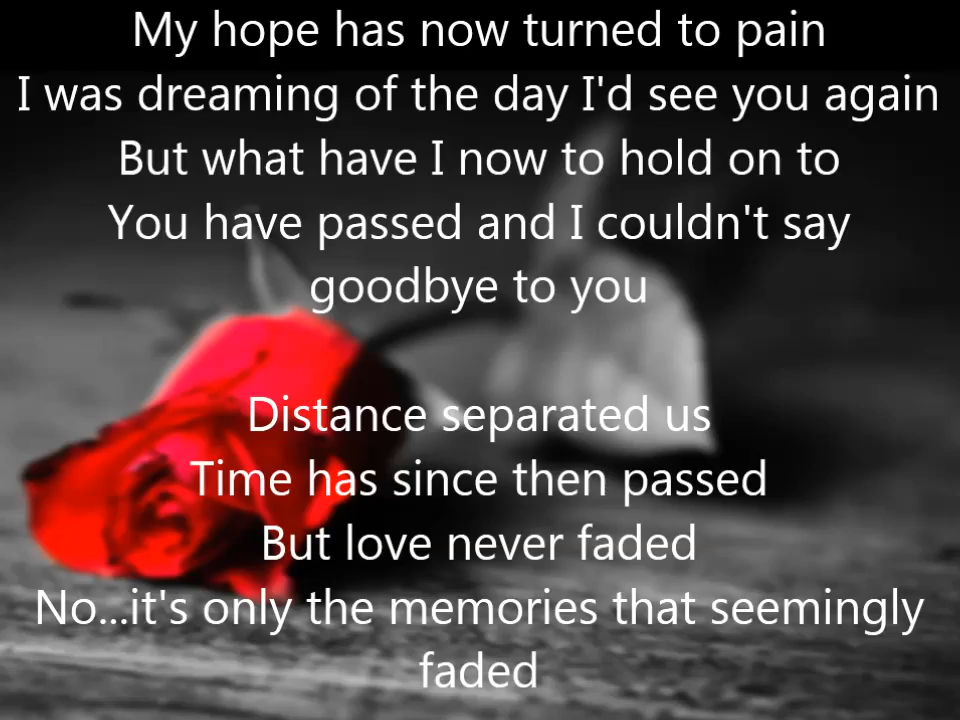 My hope has now turned to pain
I was dreaming of the day I'd see you again
But what have I now to hold on to
You have passed and I couldn't say
goodbye to you
Distance separated us
Time has since then passed
But love never faded
No...it's only the memories that seemingly
faded